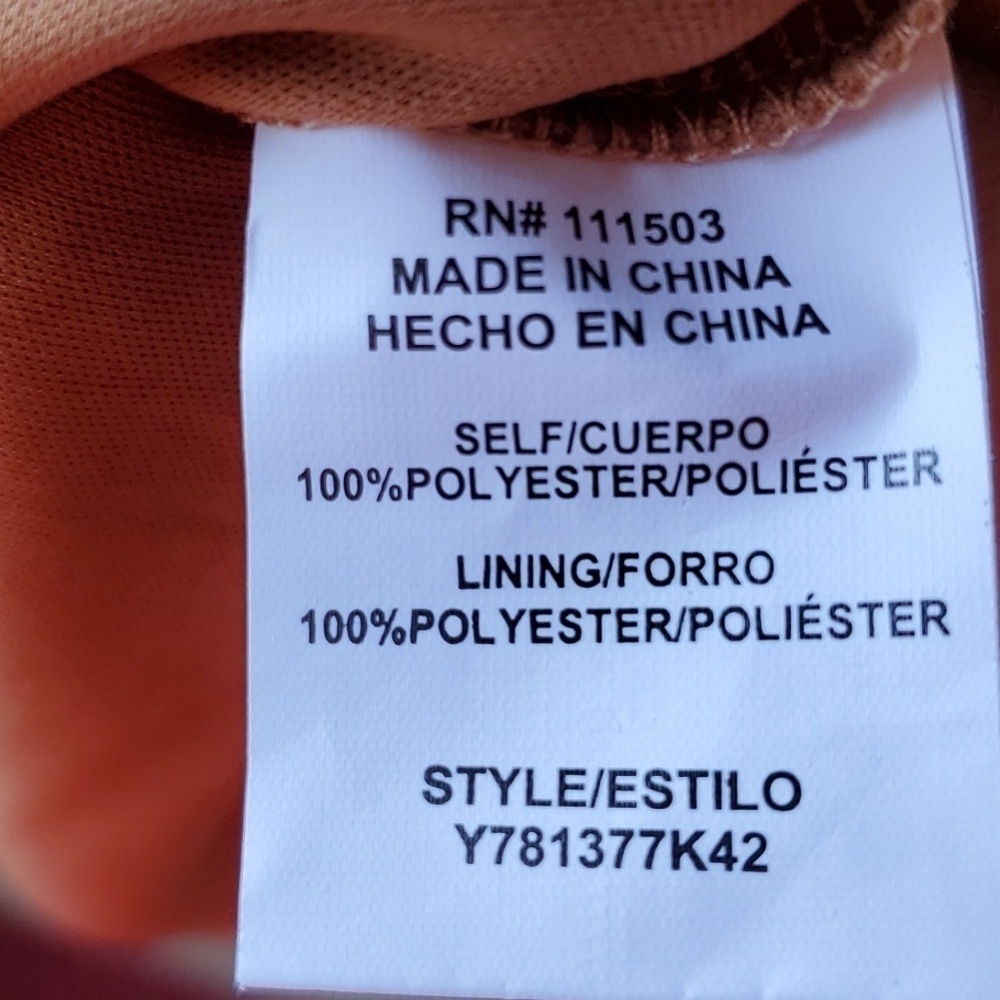 RN# 111503
MADE IN CHINA
HECHO EN CHINA
SELF/CUERPO
100%POLYESTER/POLIÉSTER
LINING/FORRO
100%POLYESTER/POLIÉSTER
STYLE/ESTILO
Y781377K42